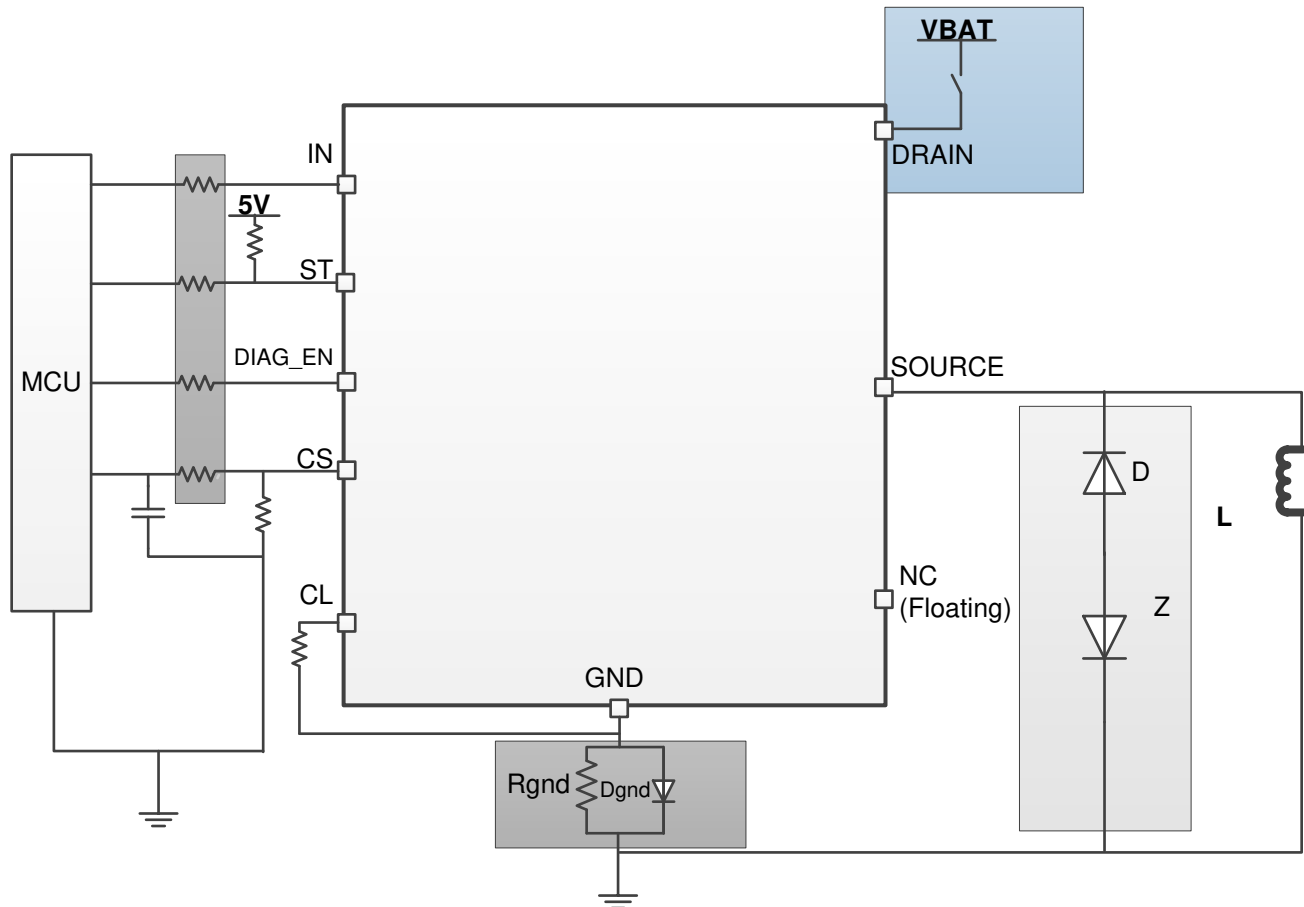 VBAT
IN
DRAIN
5V
ST
DIAG_EN
MCU
SOURCE
CS
D
L
CL
NC
(Floating)
Z
GND
Rgnd
Dgnd